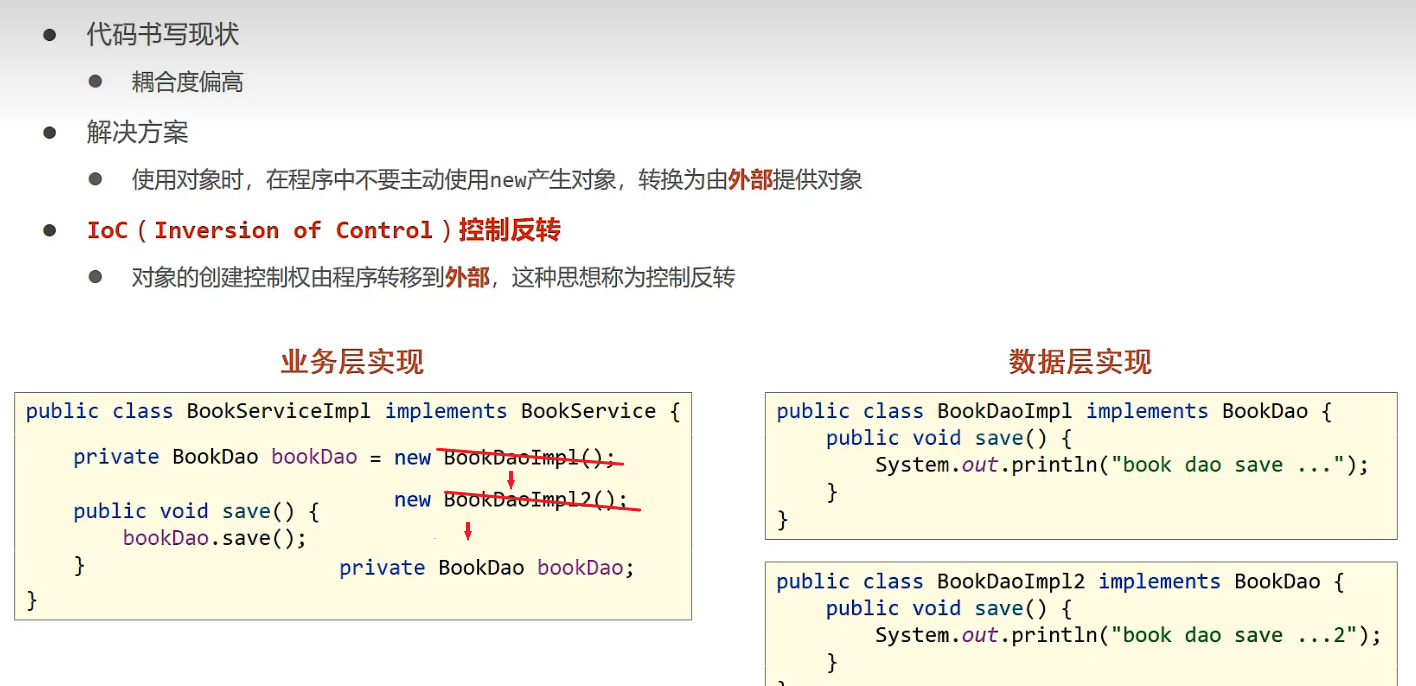 代码书写现状
耦合度偏高
解决方案
使用对象时，在程序中不要主动使用new产生对象，转换为由外部提供对象
IoC（Inversion of Control）控制反转
对象的创建控制权由程序转移到外部，这种思想称为控制反转
业务层实现
public class BookServiceImpl implements BookService {
private BookDao bookDao = new BookDaoImpl();
new BookDaoImpl2();
public void save() {
bookDao.save();
}
private BookDao bookDao;
}
数据层实现
public class BookDaoImpl implements BookDao {
public void save() {
System.out.println("book dao save ...");
}
}
public class BookDaoImpl2 implements BookDao {
public void save() {
System.out.println("book dao save ...2");
}